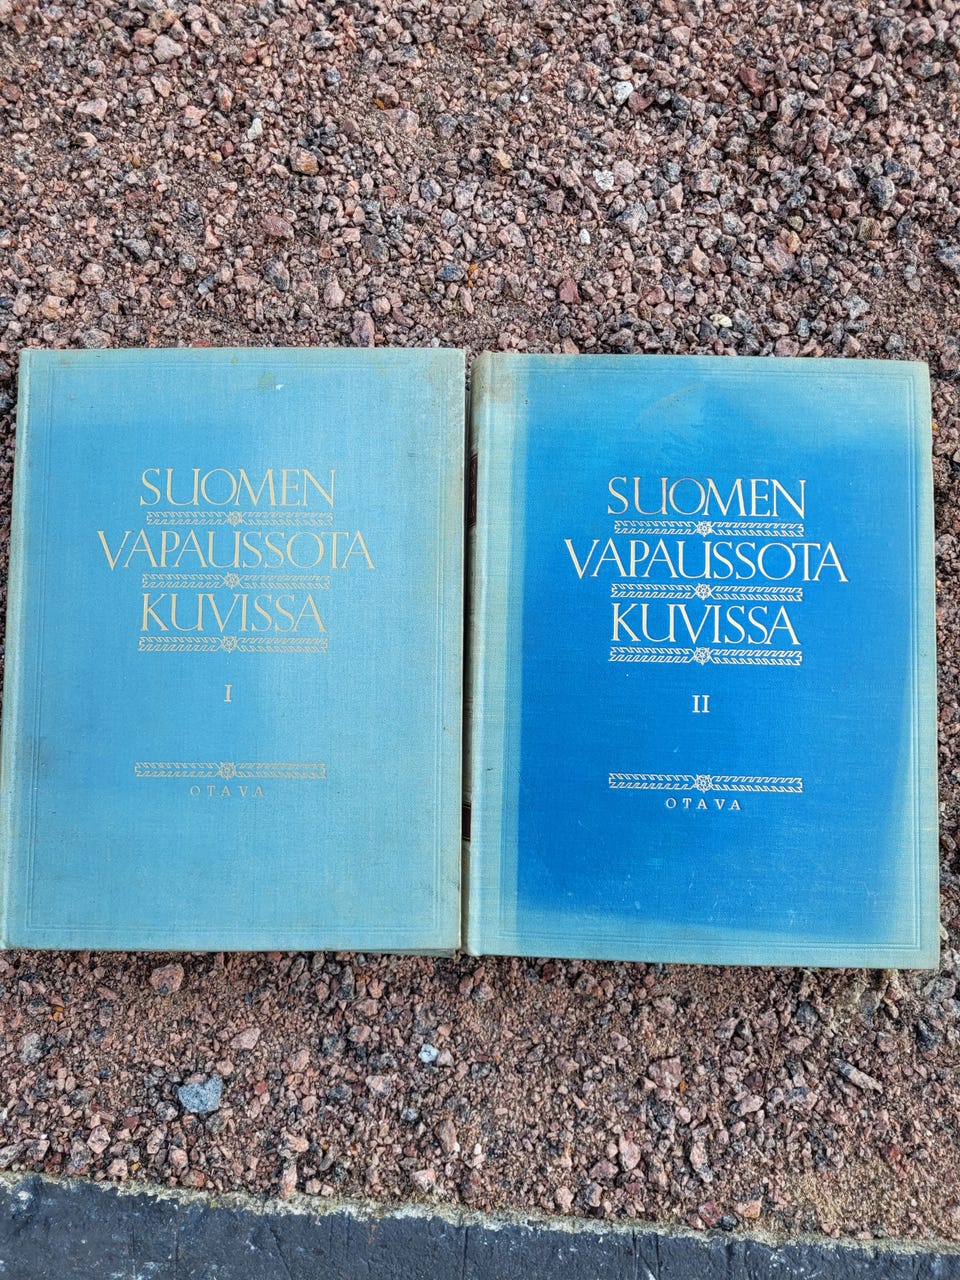 SUOMEN
VAPAUSSOTA
KUVISSA
I
OTAVA
SUOMEN
VAPAUSSOTA
KUVISSA
II
OTAVA